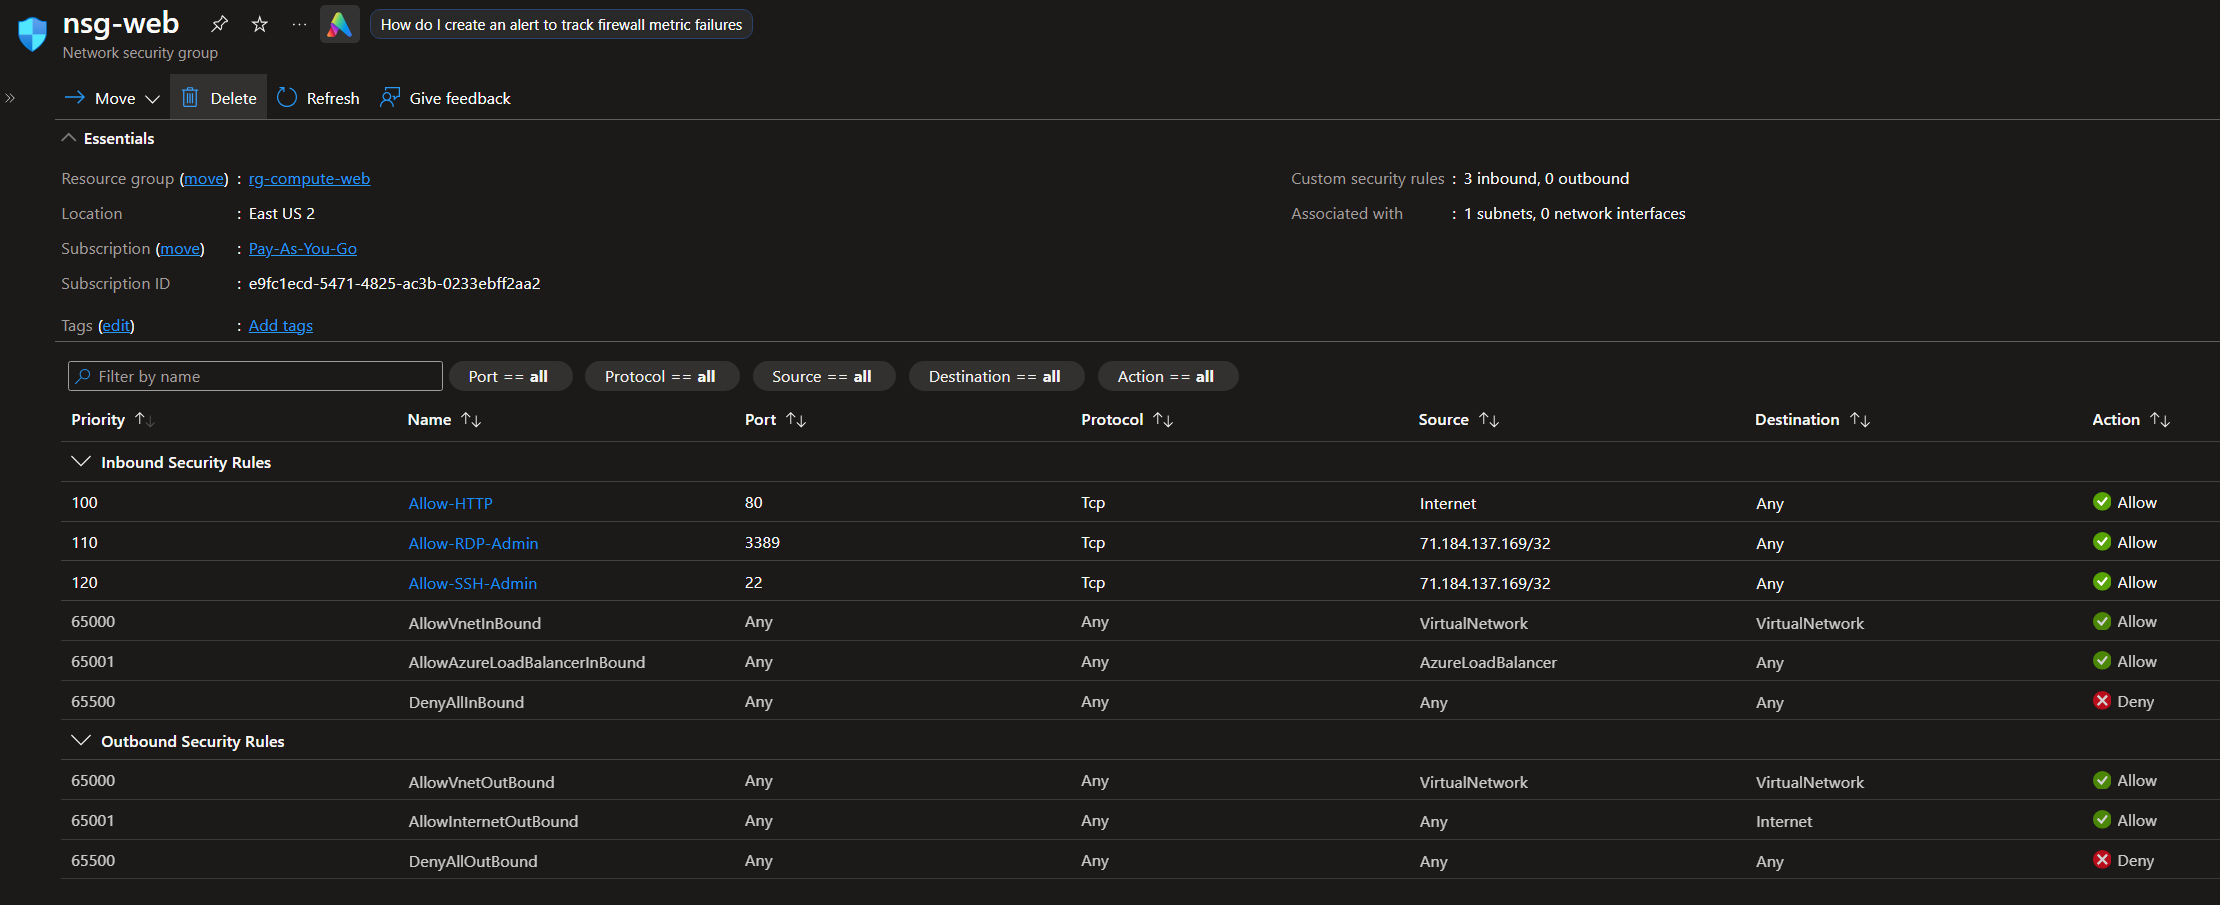 nsg-web
How do I create an alert to track firewall metric failures
Network security group
Move Delete Refresh Give feedback
Essentials
Resource group (move) : rg-compute-web
Location : East US 2
Subscription (move) : Pay-As-You-Go
Subscription ID : e9fc1ecd-5471-4825-ac3b-0233ebff2aa2
Tags (edit) : Add tags
Custom security rules : 3 inbound, 0 outbound
Associated with : 1 subnets, 0 network interfaces
Filter by name Port == all Protocol == all Source == all Destination == all Action == all
Priority Name Port Protocol Source Destination Action
Inbound Security Rules
100 Allow-HTTP 80 Tcp Internet Any Allow
110 Allow-RDP-Admin 3389 Tcp 71.184.137.169/32 Any Allow
120 Allow-SSH-Admin 22 Tcp 71.184.137.169/32 Any Allow
65000 AllowVnetInBound Any Any VirtualNetwork VirtualNetwork Allow
65001 AllowAzureLoadBalancerInBound Any Any AzureLoadBalancer Any Allow
65500 DenyAllInBound Any Any Any Any Deny
Outbound Security Rules
65000 AllowVnetOutBound Any Any VirtualNetwork VirtualNetwork Allow
65001 AllowInternetOutBound Any Any Any Internet Allow
65500 DenyAllOutBound Any Any Any Any Deny